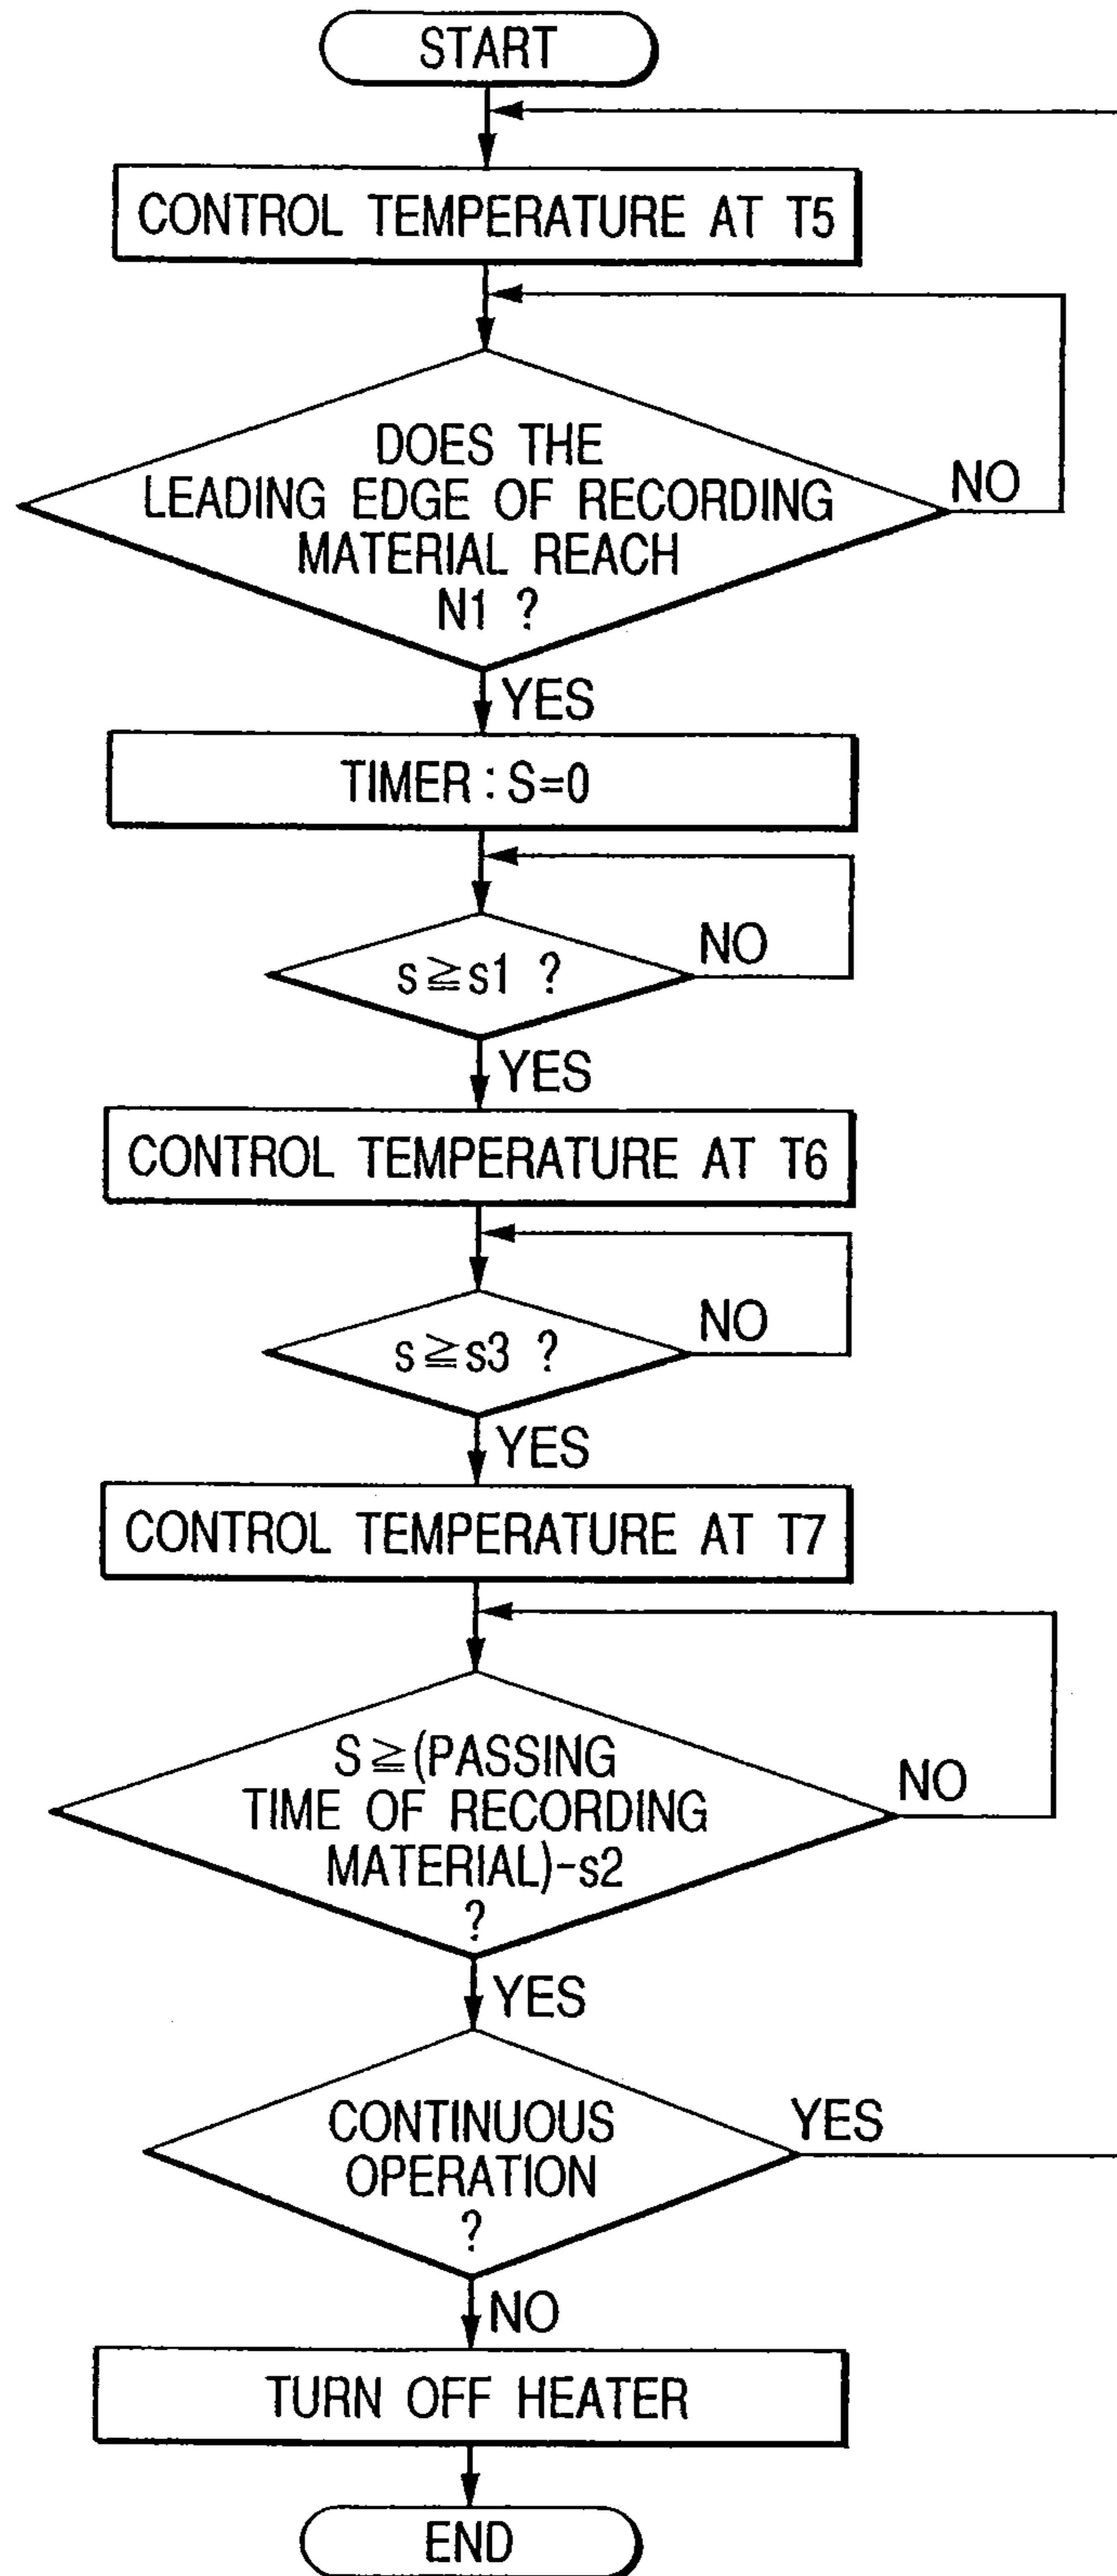 START
CONTROL TEMPERATURE AT T5
DOES THE
LEADING EDGE OF RECORDING
MATERIAL REACH
N1 ?
NO
YES
TIMER : S=0
s≧s1 ?
NO
YES
CONTROL TEMPERATURE AT T6
s≧s3 ?
NO
YES
CONTROL TEMPERATURE AT T7
S≧(PASSING
TIME OF RECORDING
MATERIAL)-s2
?
NO
YES
CONTINUOUS
OPERATION
?
YES
NO
TURN OFF HEATER
END